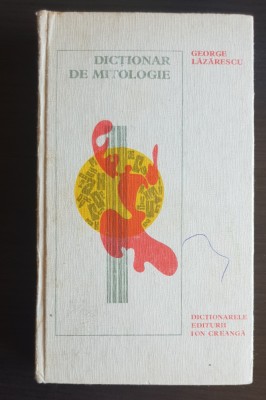 DICTIONAR
DE MITOLOGIE
GEORGE
LĂZĂRESCU
DICTIONARELE
EDITURII
ION CREANGĂ